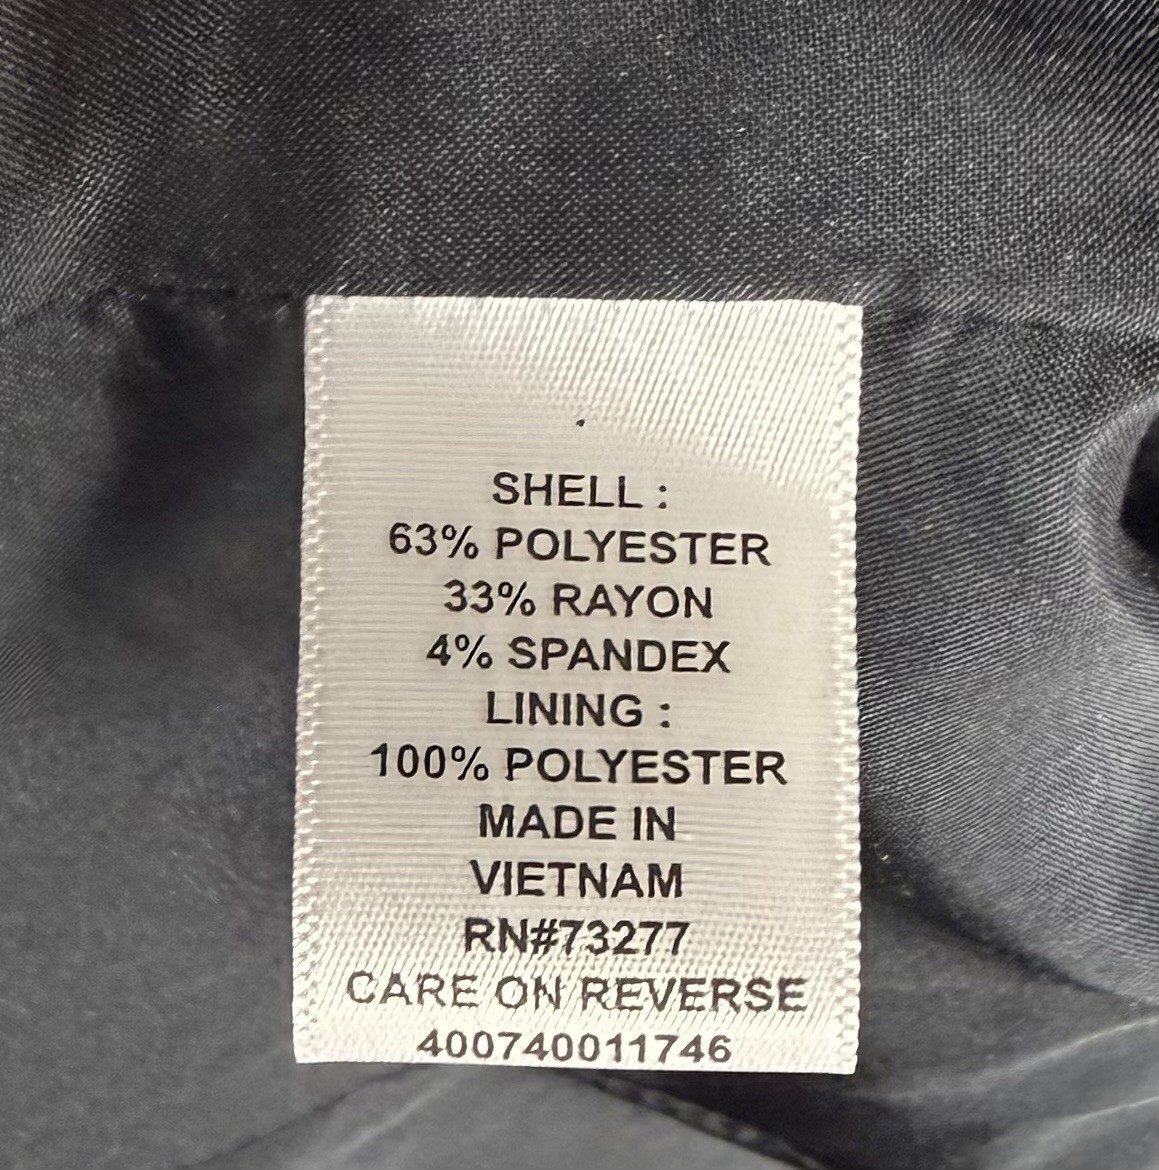 SHELL :
63% POLYESTER
33% RAYON
4% SPANDEX
LINING :
100% POLYESTER
MADE IN
VIETNAM
RN#73277
CARE ON REVERSE
400740011746